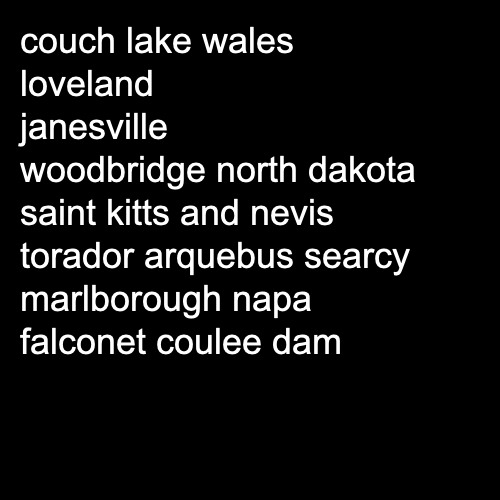 couch lake wales
loveland
janesville
woodbridge north dakota
saint kitts and nevis
torador arquebus searcy
marlborough napa
falconet coulee dam